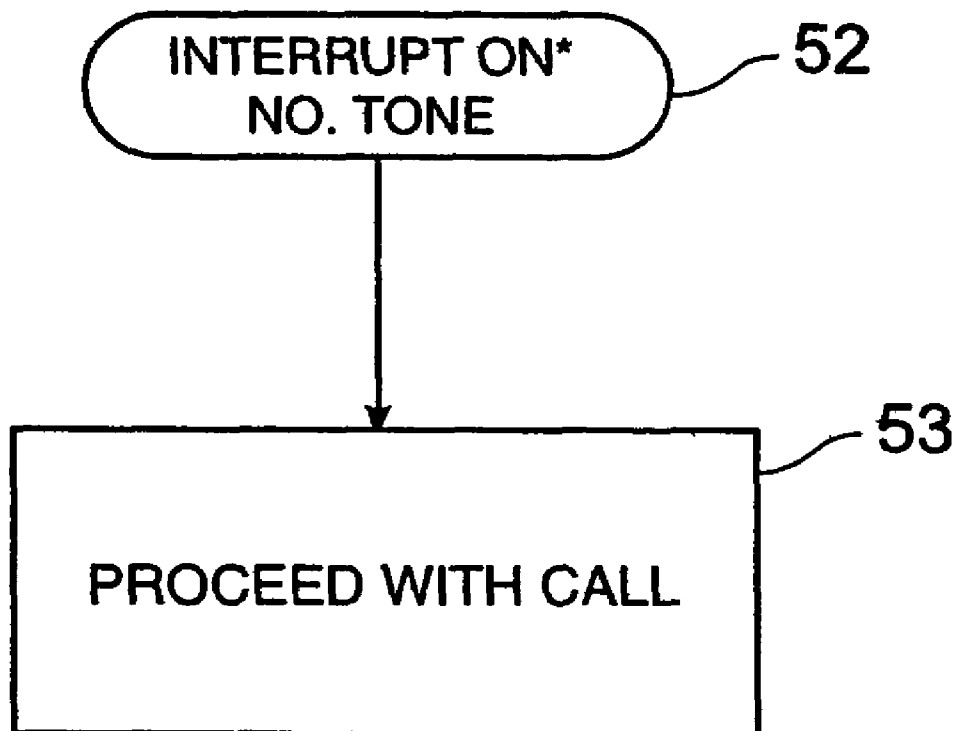 INTERRUPT ON*
NO. TONE
52
53
PROCEED WITH CALL